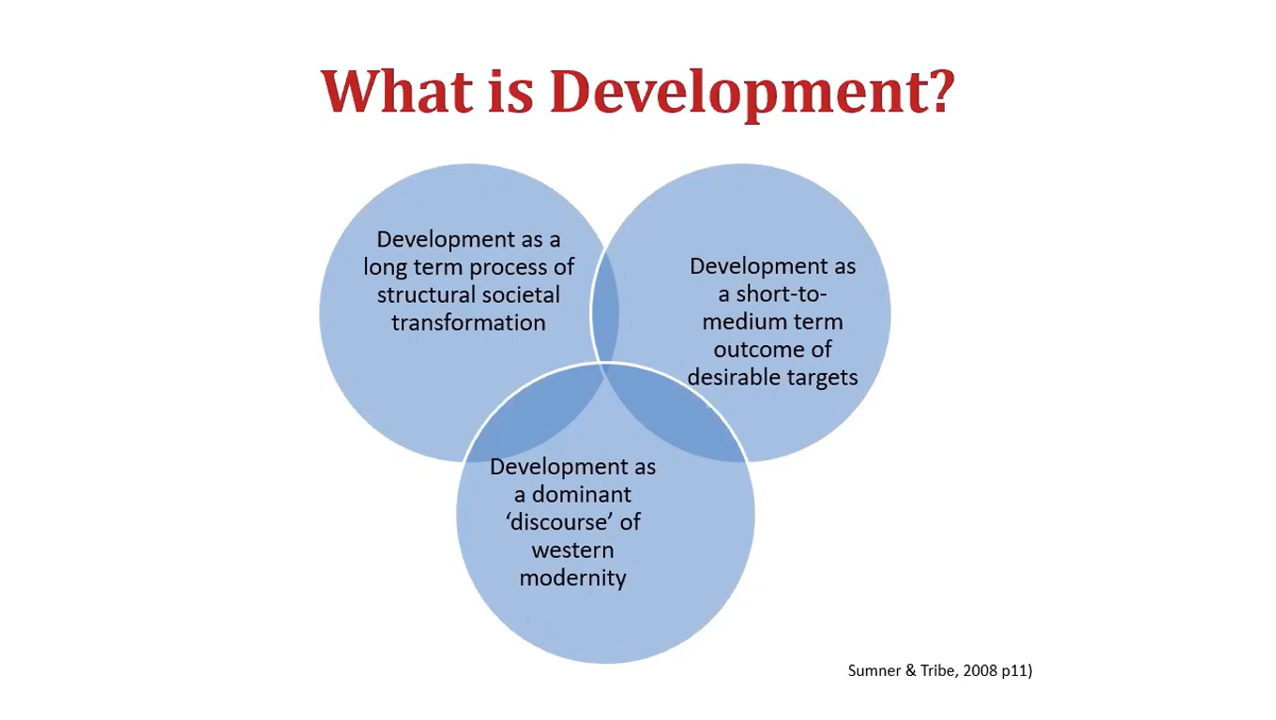 What is Development?
Development as a
long term process of
structural societal
transformation
Development as
a short-to-
medium term
outcome of
desirable targets
Development as
a dominant
‘discourse’ of
western
modernity
Sumner & Tribe, 2008 p11)